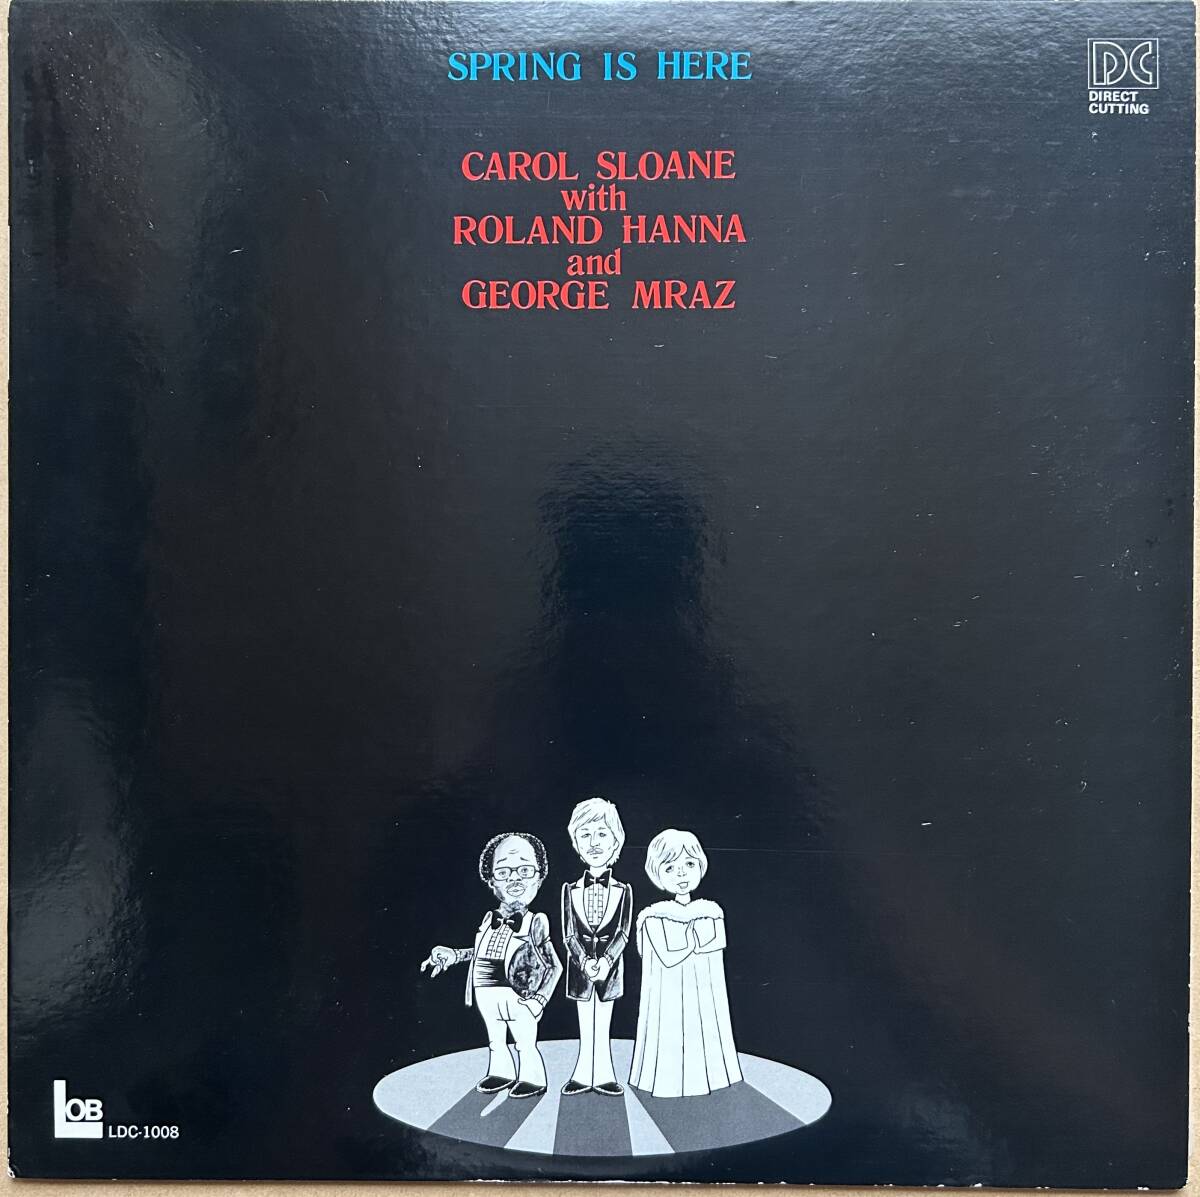 SPRING IS HERE
DC
DIRECT
CUTTING
CAROL SLOANE
with
ROLAND HANNA
and
GEORGE MRAZ
LOB
LDC-1008